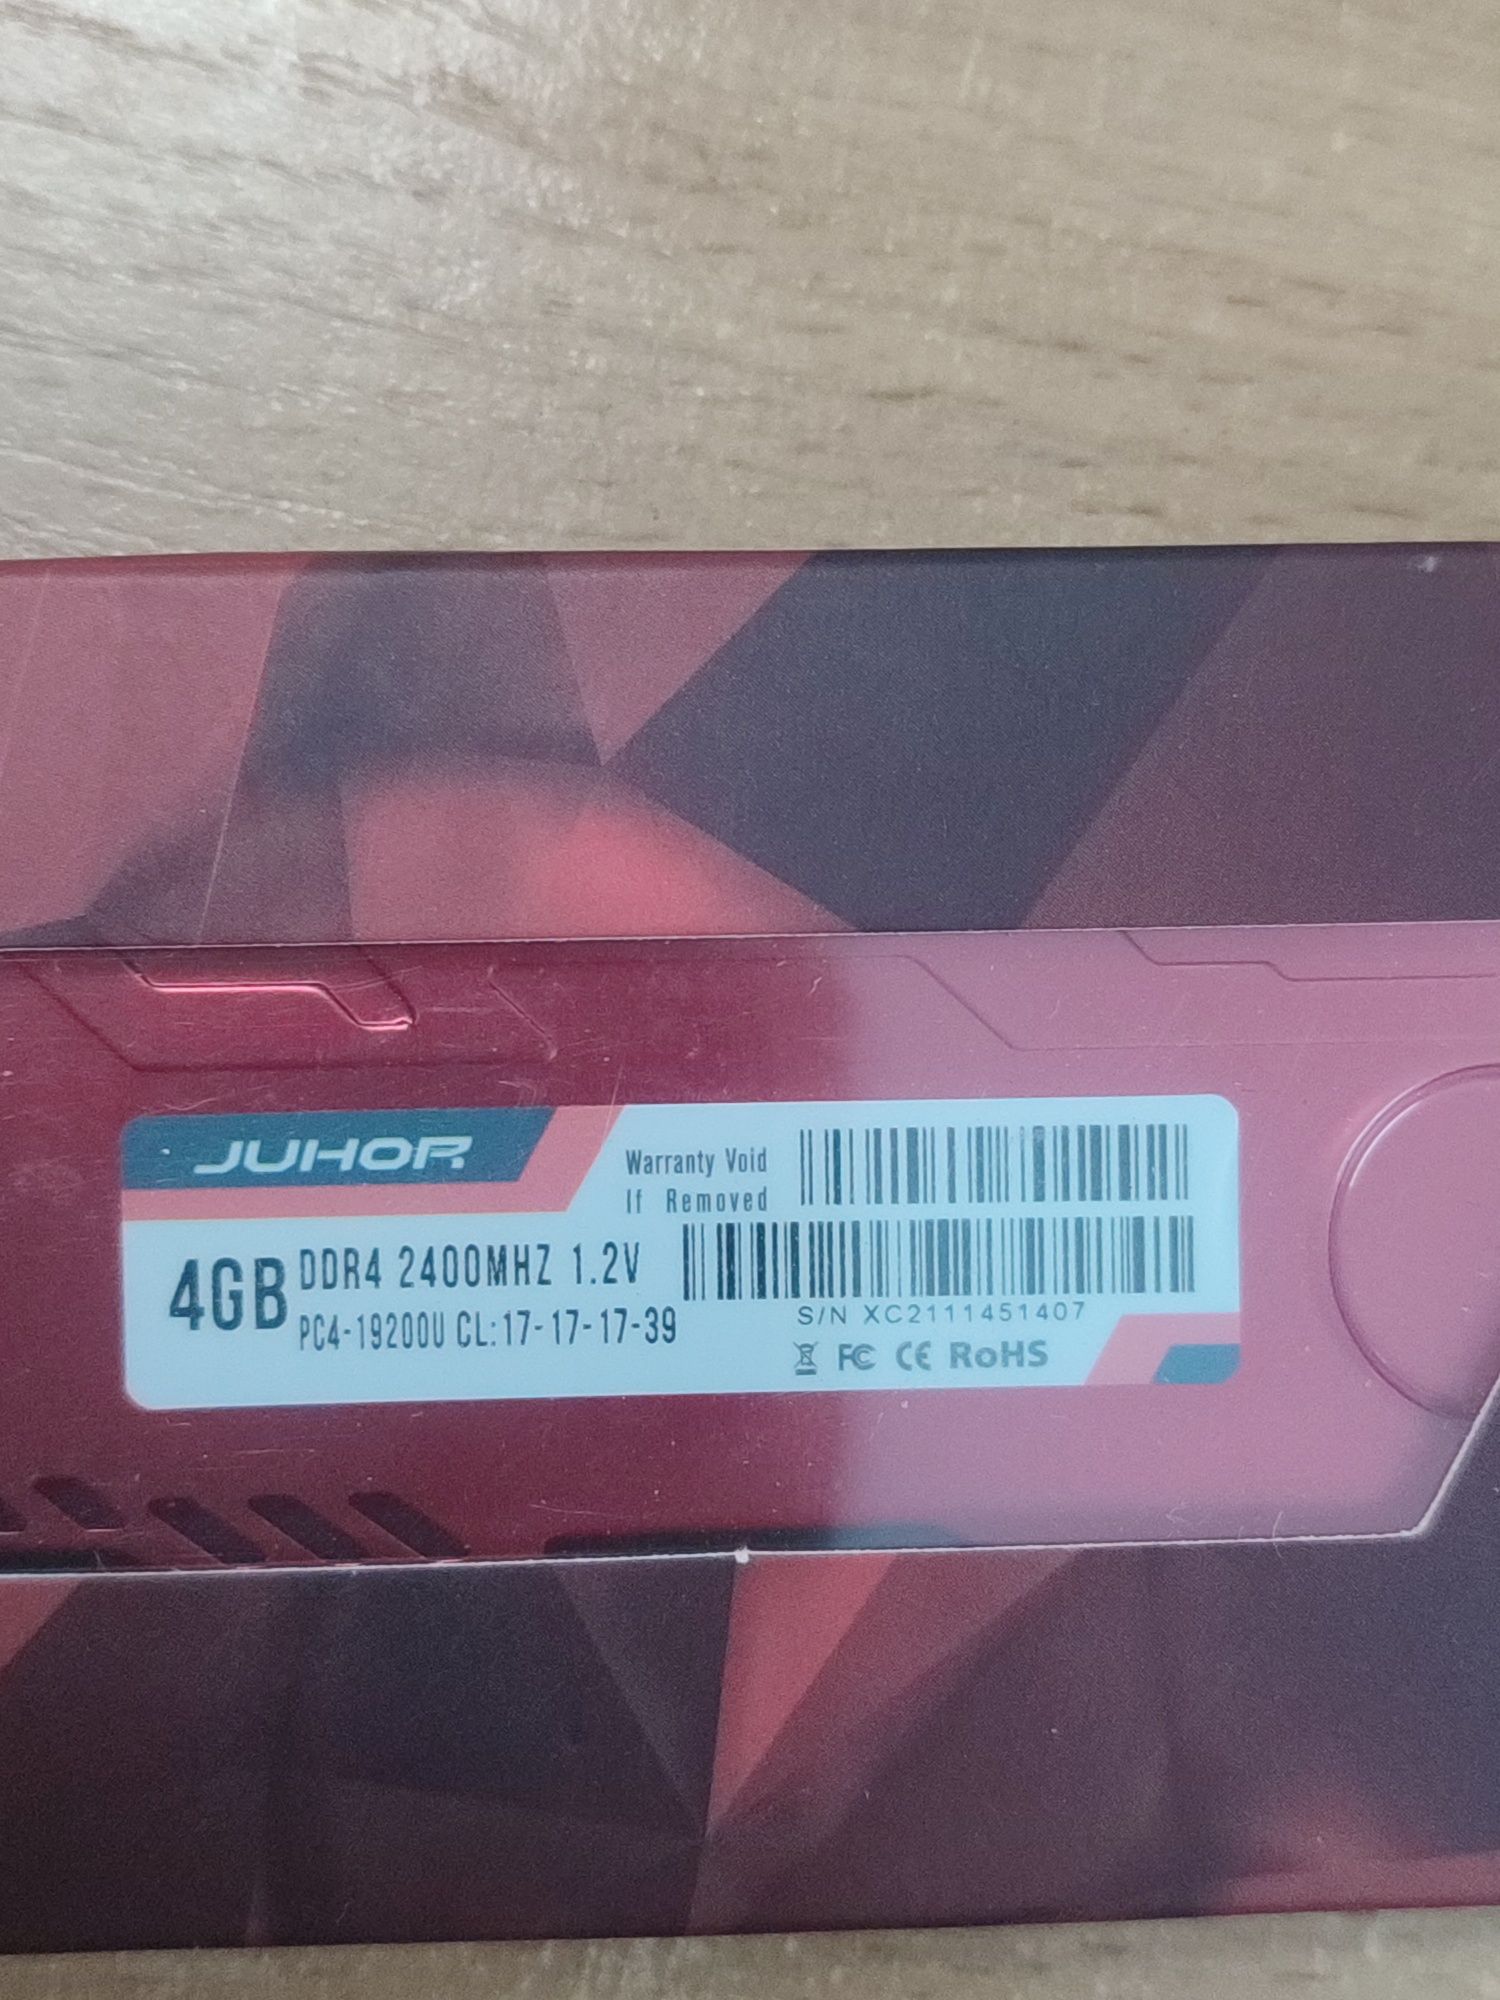 JUHOR
Warranty Void
If Removed
4GB DDR4 2400MHZ 1.2V
PC4-19200U CL:17-17-17-39
S/N XC2111451407
FC CE RoHS